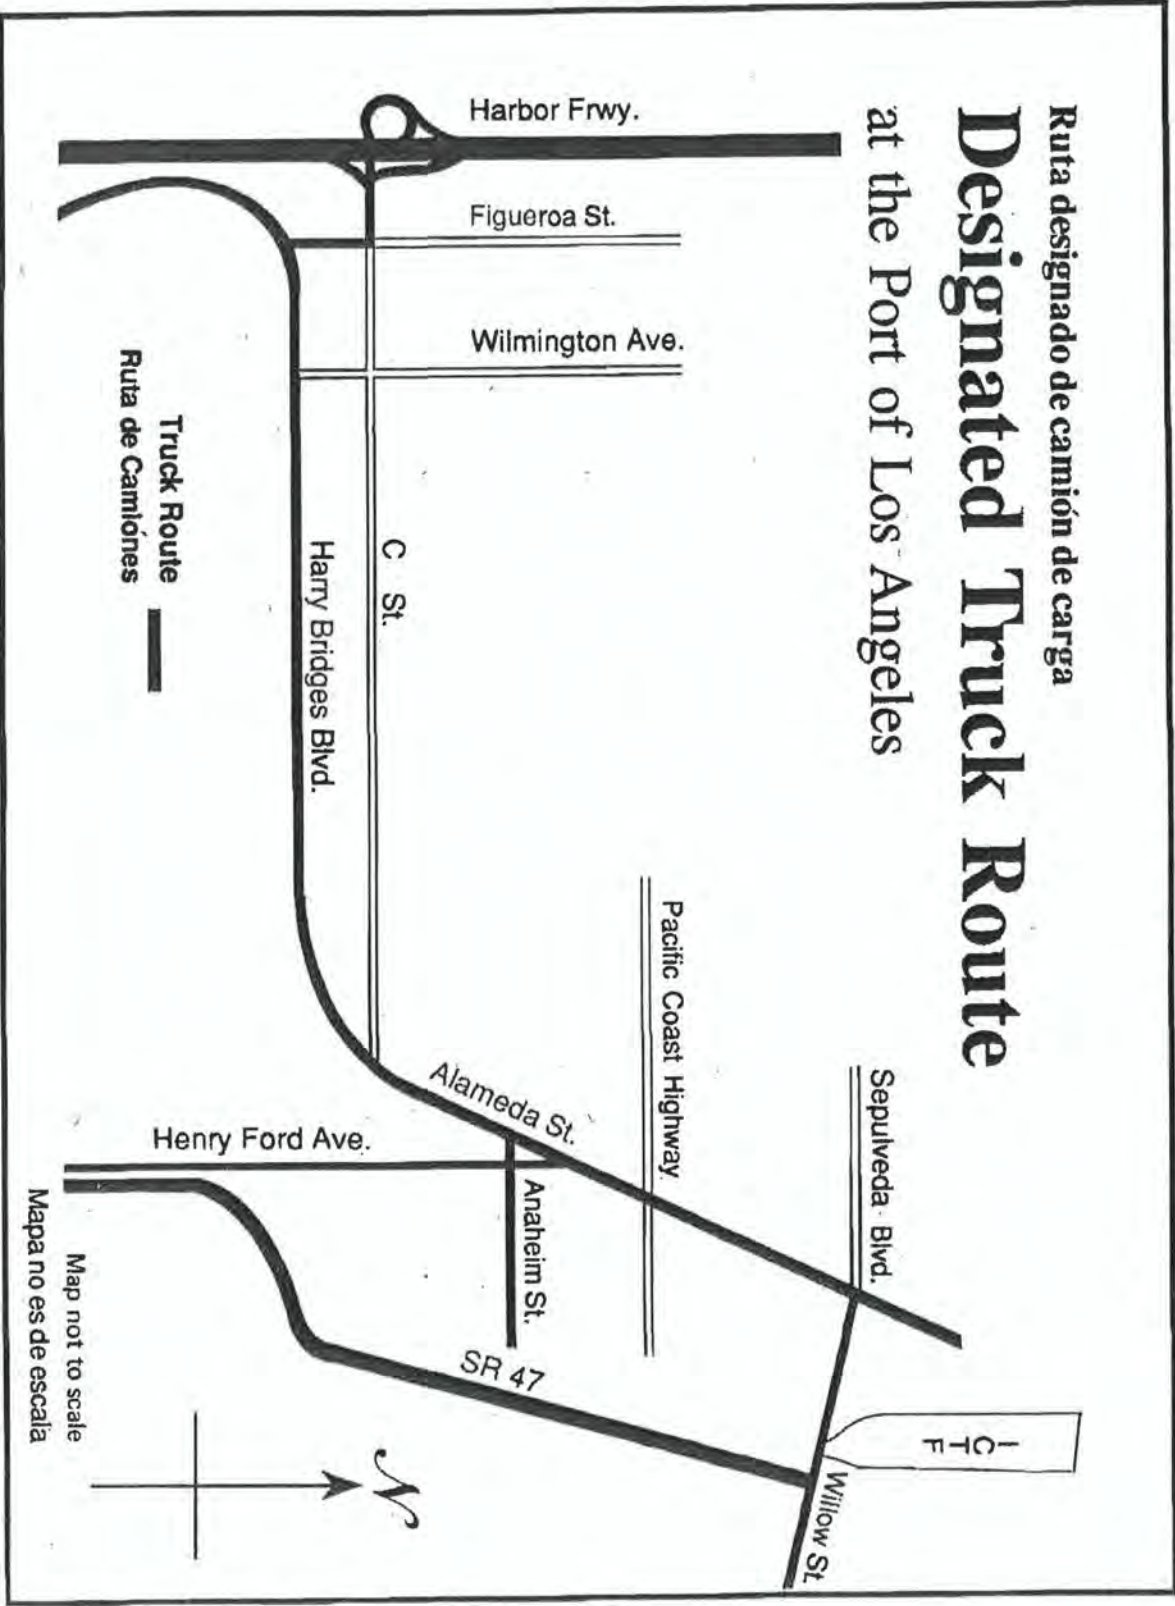 Ruta designado de camión de carga
Designated Truck Route
at the Port of Los Angeles
Harbor Frwy.
Figueroa St.
Wilmington Ave.
C St.
Harry Bridges Blvd.
Truck Route
Ruta de Camiónes
Sepulveda Blvd.
Pacific Coast Highway
Alameda St.
Henry Ford Ave.
Anaheim St.
SR 47
I
C
T
F
Willow St
N
Map not to scale
Mapa no es de escalia